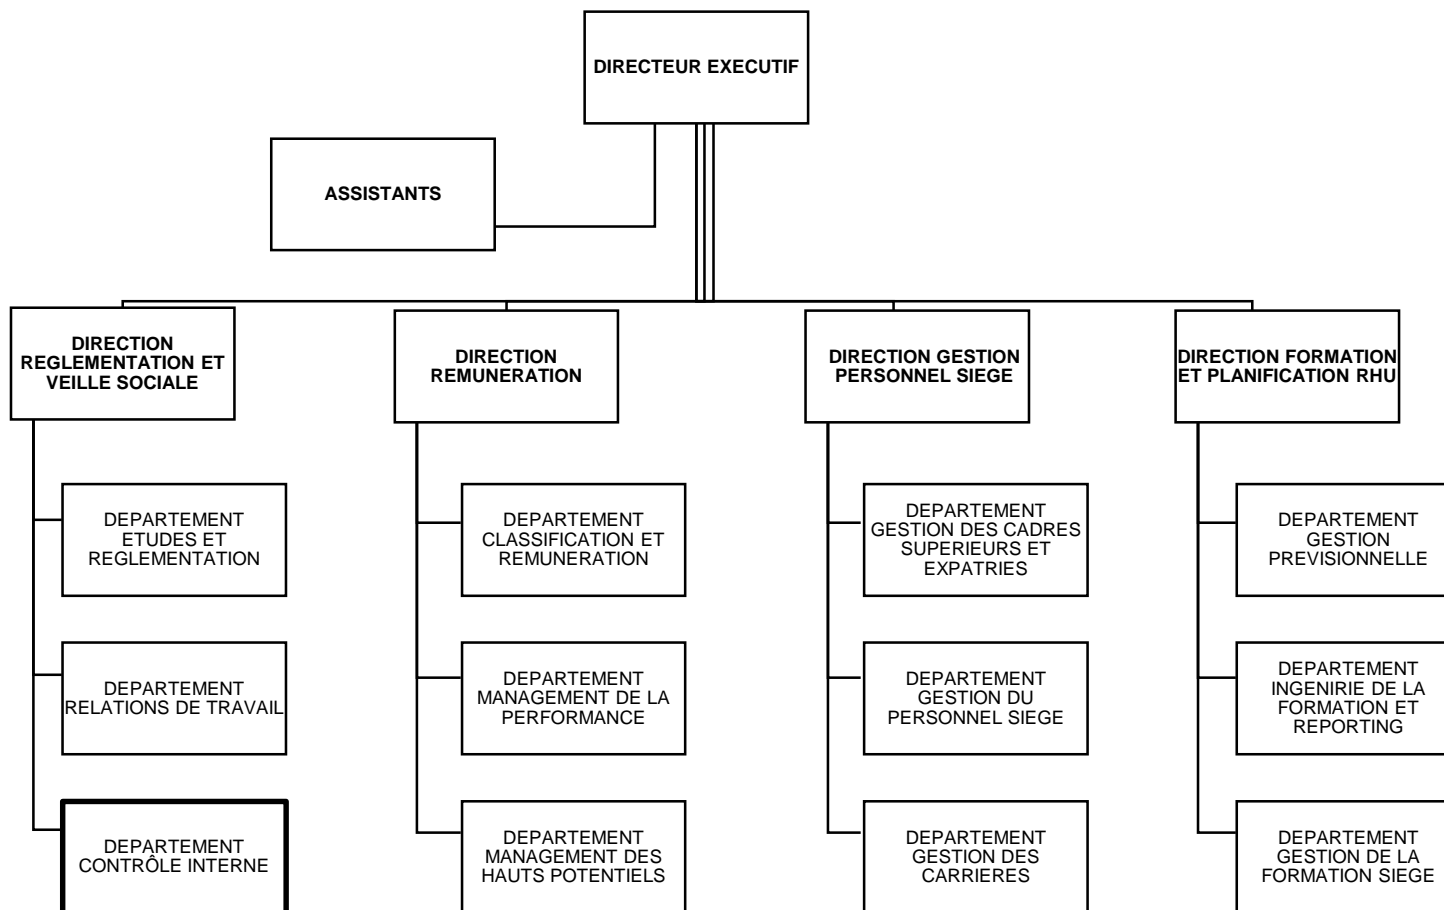 DIRECTEUR EXECUTIF
ASSISTANTS
DIRECTION
REGLEMENTATION ET
VEILLE SOCIALE
DIRECTION
REMUNERATION
DIRECTION GESTION
PERSONNEL SIEGE
DIRECTION FORMATION
ET PLANIFICATION RHU
DEPARTEMENT
ETUDES ET
REGLEMENTATION
DEPARTEMENT
CLASSIFICATION ET
REMUNERATION
DEPARTEMENT
GESTION DES CADRES
SUPERIEURS ET
EXPATRIES
DEPARTEMENT
GESTION
PREVISIONNELLE
DEPARTEMENT
RELATIONS DE TRAVAIL
DEPARTEMENT
MANAGEMENT DE LA
PERFORMANCE
DEPARTEMENT
GESTION DU
PERSONNEL SIEGE
DEPARTEMENT
INGENIRIE DE LA
FORMATION ET
REPORTING
DEPARTEMENT
CONTRÔLE INTERNE
DEPARTEMENT
MANAGEMENT DES
HAUTS POTENTIELS
DEPARTEMENT
GESTION DES
CARRIERES
DEPARTEMENT
GESTION DE LA
FORMATION SIEGE